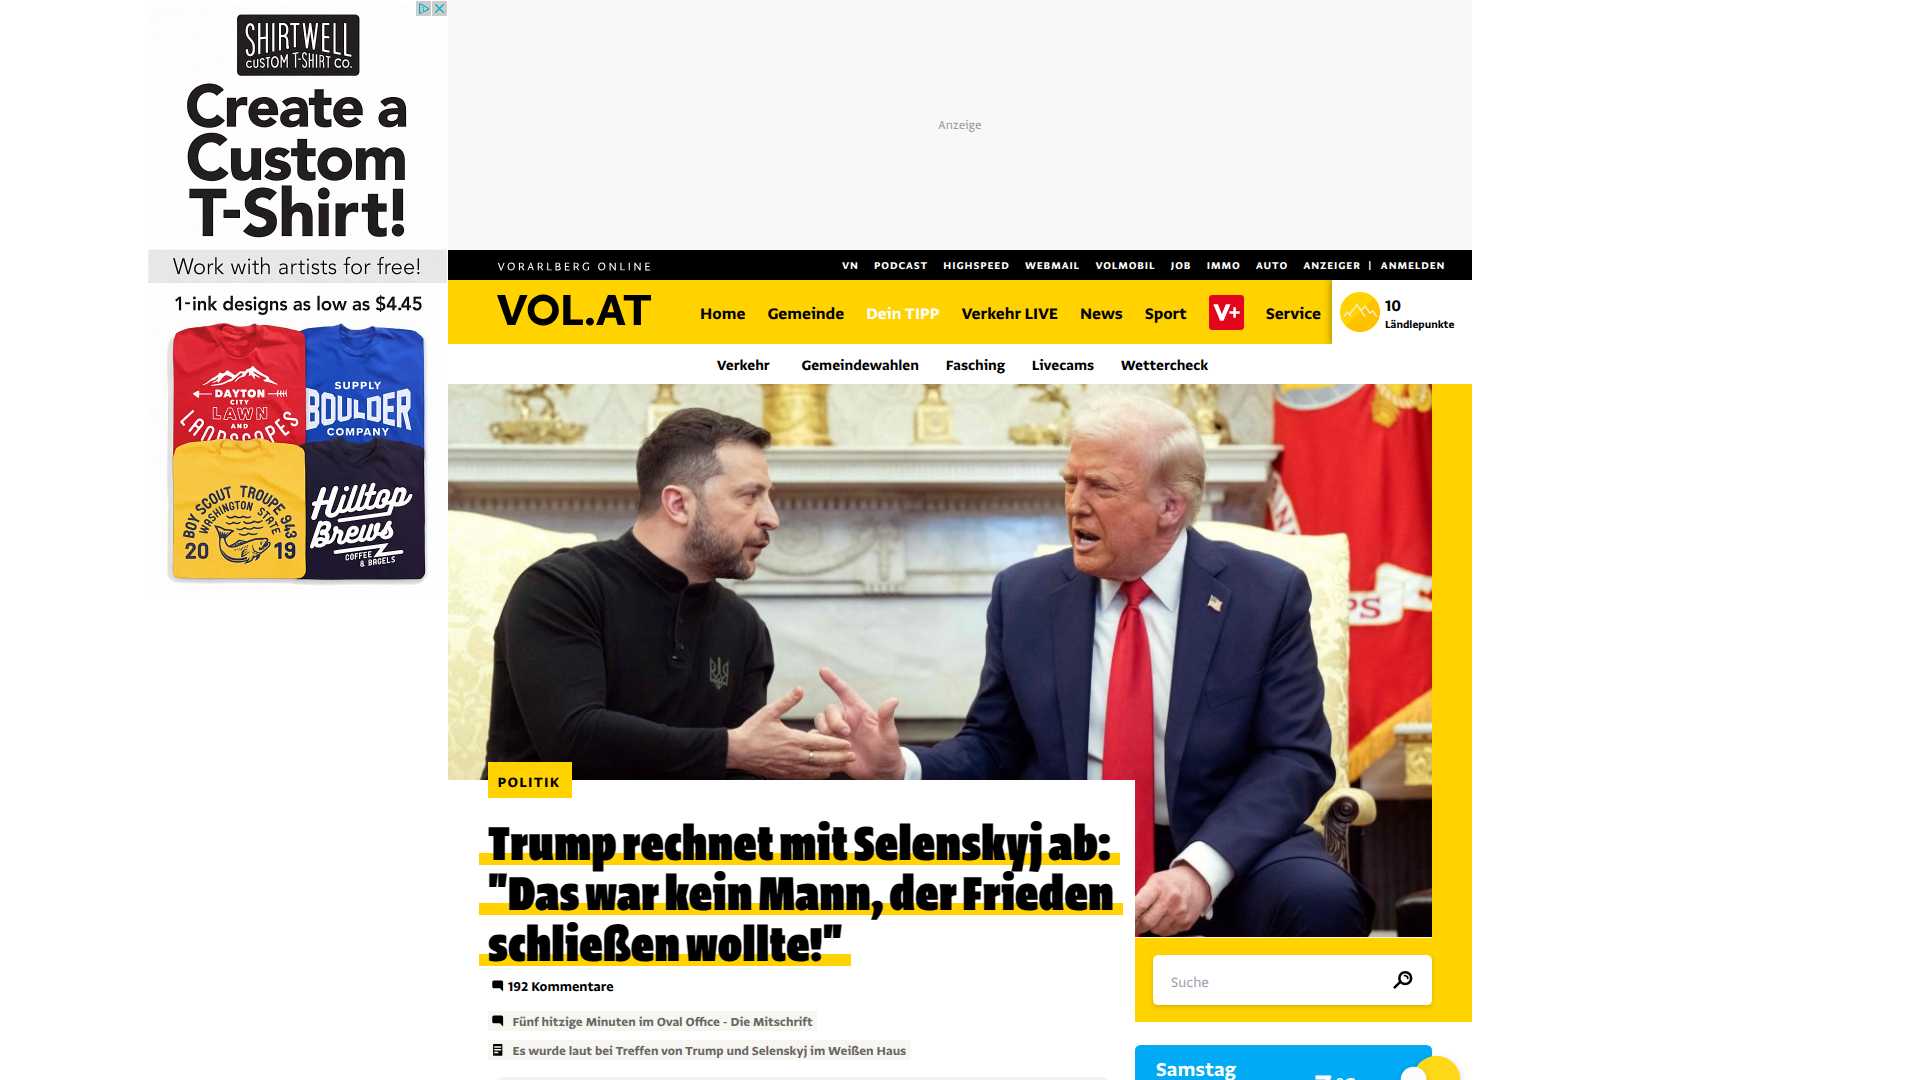 SHIRTWELL
CUSTOM T-SHIRT CO.
Create a
Custom
T-Shirt!
Work with artists for free!
1-ink designs as low as $4.45
DAYTON
CITY
LAWN
AND
LANDSCAPES
SUPPLY
BOULDER
COMPANY
BOY SCOUT TROUPE 943
WASHINGTON STATE
20 19
Hilltop
Brews
COFFEE
& BAGELS
Anzeige
VORARLBERG ONLINE
VN PODCAST HIGHSPEED WEBMAIL VOLMOBIL JOB IMMO AUTO ANZEIGER | ANMELDEN
VOL.AT
Home Gemeinde Dein TIPP Verkehr LIVE News Sport V+ Service
10
Ländlepunkte
Verkehr Gemeindewahlen Fasching Livecams Wettercheck
POLITIK
Trump rechnet mit Selenskyj ab:
"Das war kein Mann, der Frieden
schließen wollte!"
192 Kommentare
Fünf hitzige Minuten im Oval Office - Die Mitschrift
Es wurde laut bei Treffen von Trump und Selenskyj im Weißen Haus
Suche
Samstag